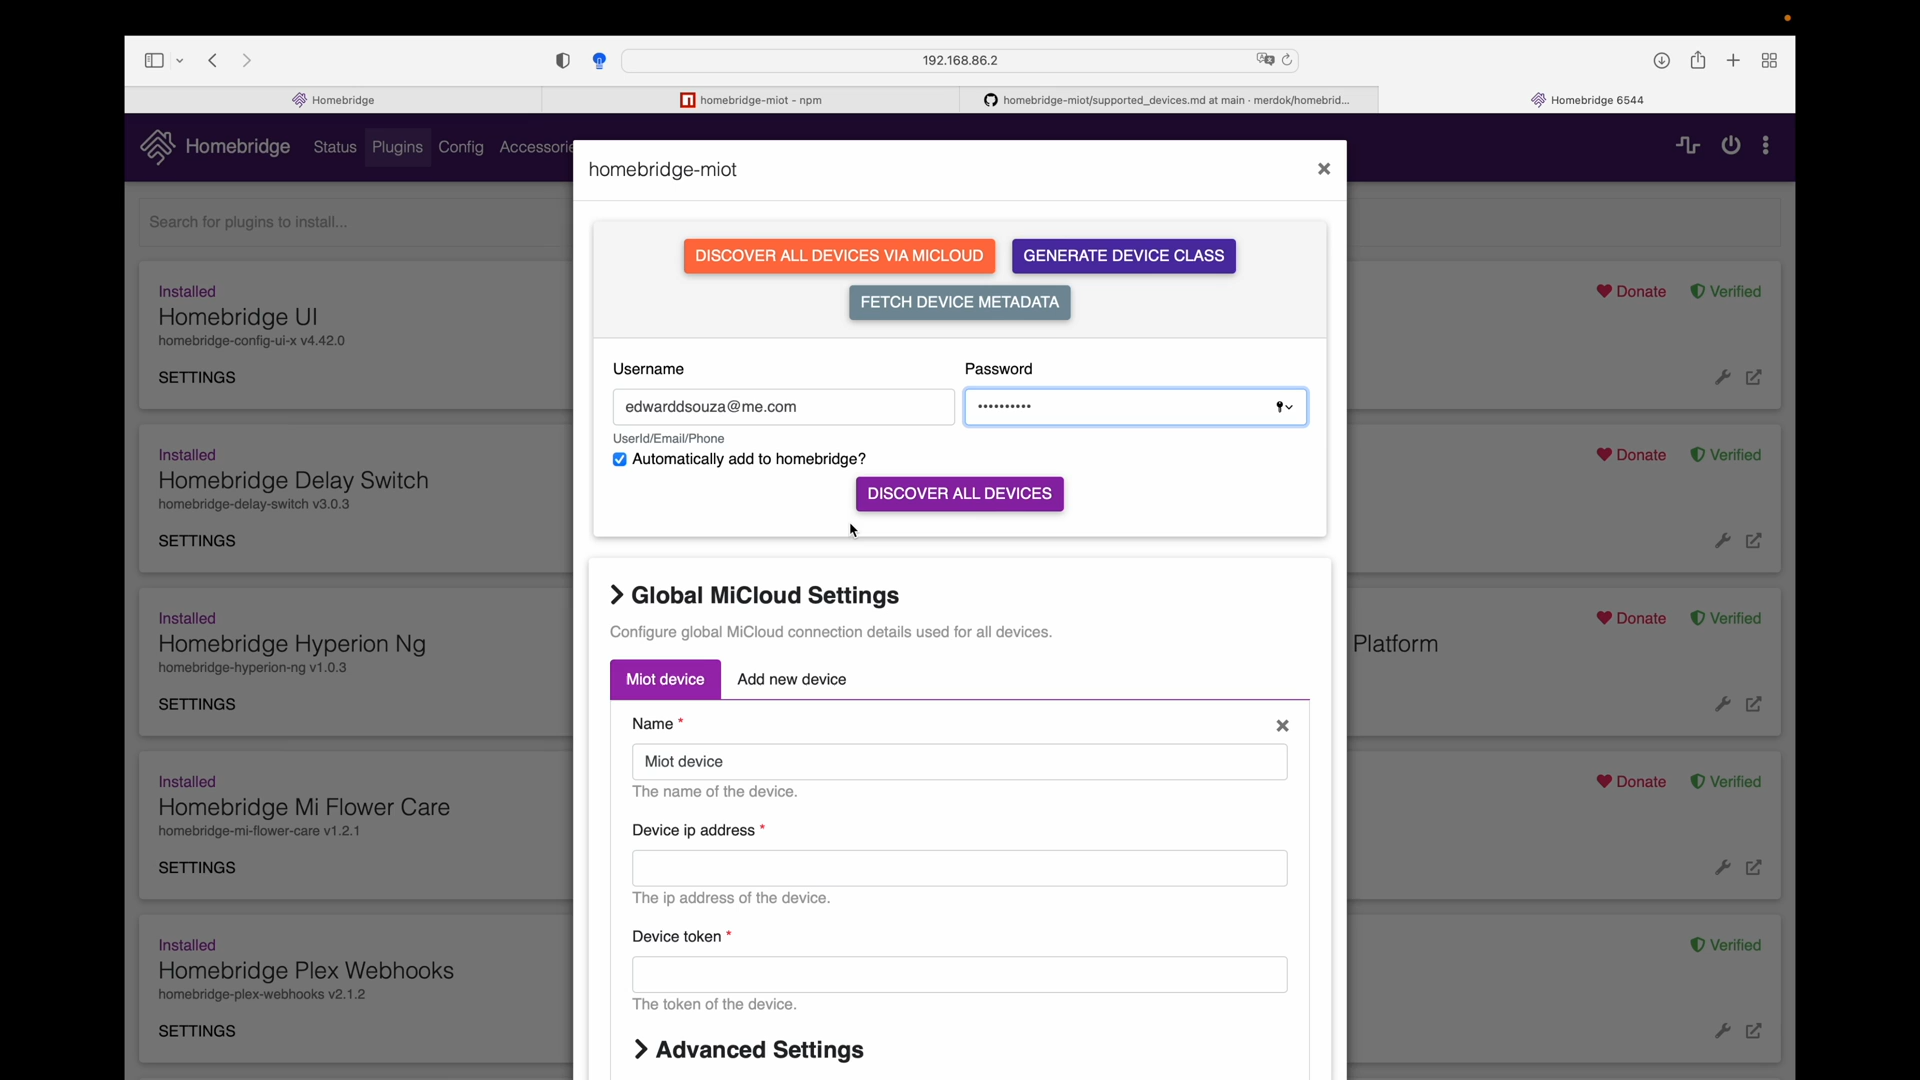 192.168.86.2
Homebridge
homebridge-miot - npm
homebridge-miot/supported_devices.md at main · merdok/homebrid...
Homebridge 6544
Homebridge
Status
Plugins
Config
Accessorie
homebridge-miot
Search for plugins to install...
DISCOVER ALL DEVICES VIA MICLOUD
GENERATE DEVICE CLASS
FETCH DEVICE METADATA
Username
Password
edwarddsouza@me.com
••••••••••
UserId/Email/Phone
Automatically add to homebridge?
DISCOVER ALL DEVICES
Global MiCloud Settings
Configure global MiCloud connection details used for all devices.
Miot device
Add new device
Name *
Miot device
The name of the device.
Device ip address *
The ip address of the device.
Device token *
The token of the device.
Advanced Settings
Installed
Homebridge UI
homebridge-config-ui-x v4.42.0
SETTINGS
Donate
Verified
Installed
Homebridge Delay Switch
homebridge-delay-switch v3.0.3
SETTINGS
Donate
Verified
Installed
Homebridge Hyperion Ng
homebridge-hyperion-ng v1.0.3
SETTINGS
Platform
Donate
Verified
Installed
Homebridge Mi Flower Care
homebridge-mi-flower-care v1.2.1
SETTINGS
Donate
Verified
Installed
Homebridge Plex Webhooks
homebridge-plex-webhooks v2.1.2
SETTINGS
Verified